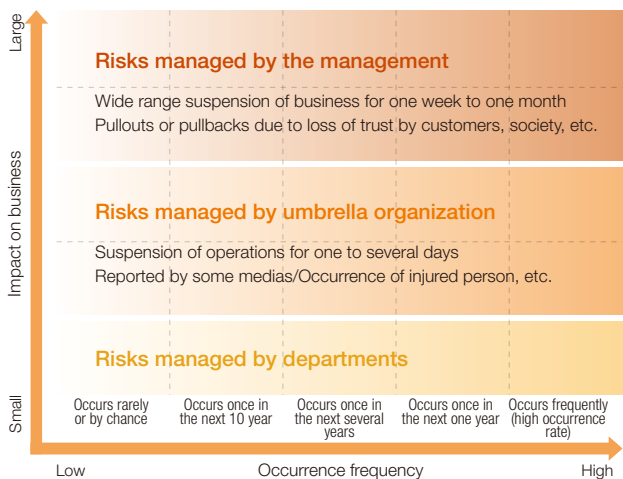 Large
Risks managed by the management
Wide range suspension of business for one week to one month
Pullouts or pullbacks due to loss of trust by customers, society, etc.
Impact on business
Risks managed by umbrella organization
Suspension of operations for one to several days
Reported by some medias/Occurrence of injured person, etc.
Risks managed by departments
Small
Occurs rarely
or by chance
Occurs once in
the next 10 year
Occurs once in
the next several
years
Occurs once in
the next one year
Occurs frequently
(high occurrence
rate)
Low
Occurrence frequency
High